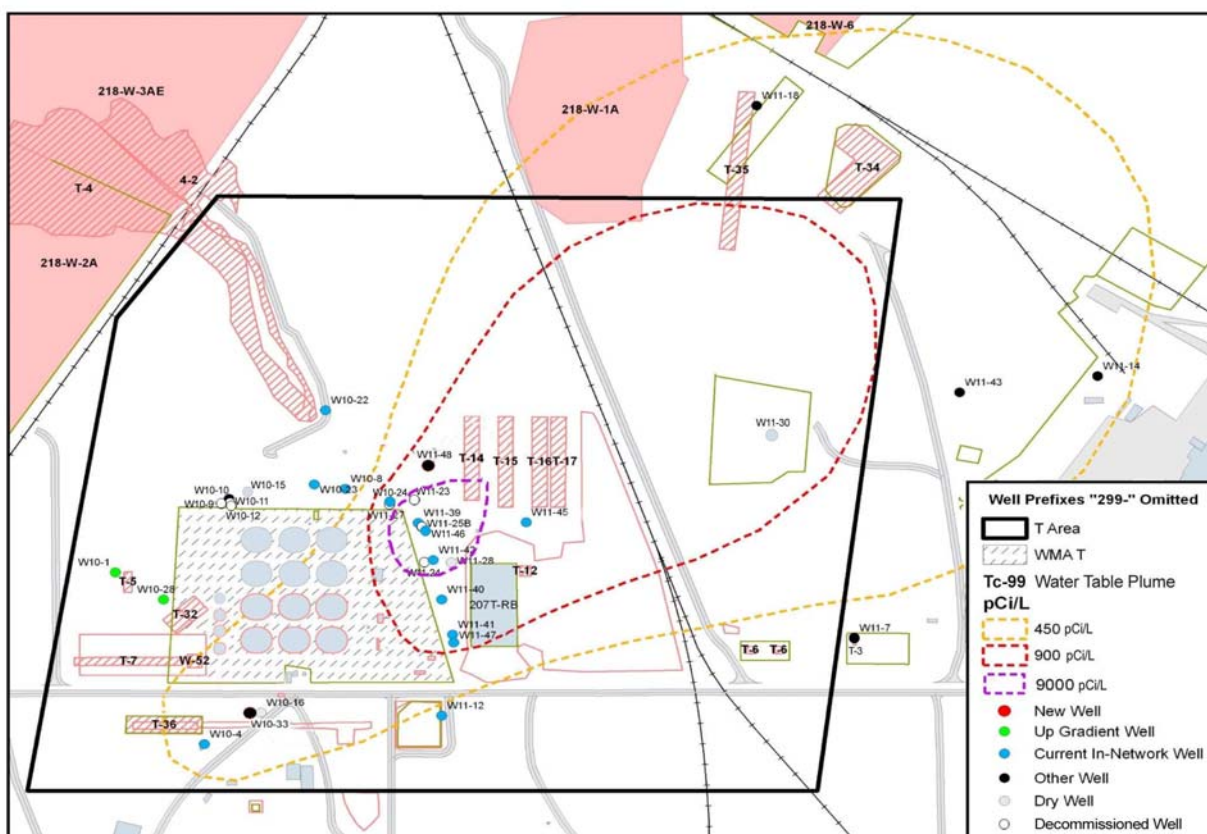 218-W-6
218-W-3AE
218-W-1A
W11-18
T-35
T-34
T-4
4-2
218-W-2A
W11-14
W11-43
W10-22
W11-30
W11-48
T-14
T-15
T-16
T-17
W10-15
W10-8
W10-10
W10-23
W10-24
W11-23
W10-9
W10-11
W10-12
W11-27
W11-39
W11-25B
W11-46
W11-45
W11-42
W11-28
W11-24
T-12
W10-1
T-5
W10-28
T-32
W11-40
207T-RB
W11-41
W11-47
T-7
W-52
T-6
T-6
W11-7
T-3
W10-16
W10-33
T-36
W10-4
W11-12
Well Prefixes "299-" Omitted
T Area
WMA T
Tc-99 Water Table Plume
pCi/L
450 pCi/L
900 pCi/L
9000 pCi/L
New Well
Up Gradient Well
Current In-Network Well
Other Well
Dry Well
Decommissioned Well